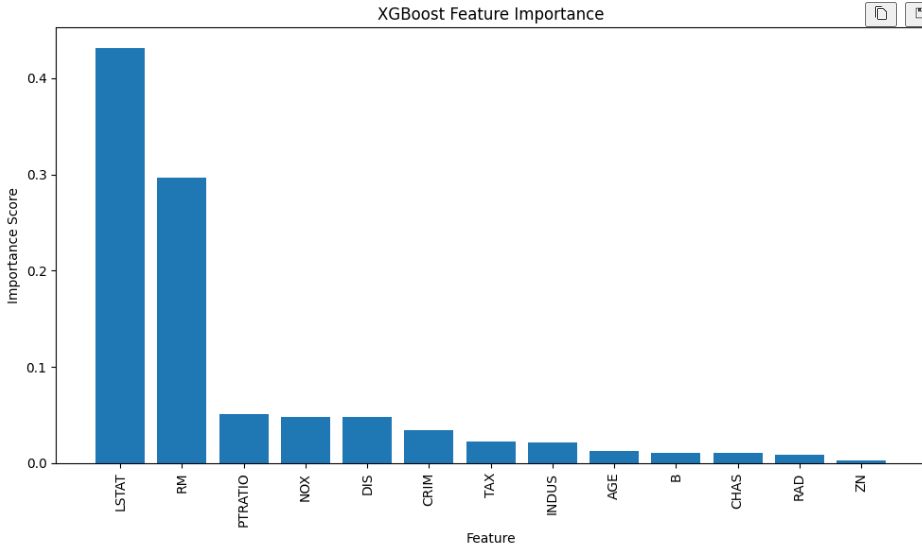 XGBoost Feature Importance
Importance Score
0.4
0.3
0.2
0.1
0.0
LSTAT
RM
PTRATIO
NOX
DIS
CRIM
TAX
INDUS
AGE
B
CHAS
RAD
ZN
Feature